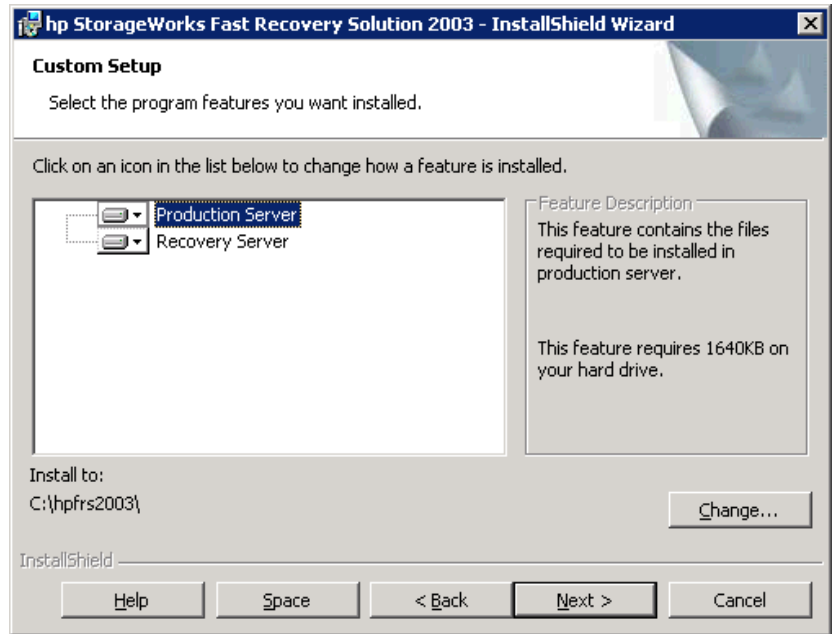 hp StorageWorks Fast Recovery Solution 2003 - InstallShield Wizard
Custom Setup
Select the program features you want installed.
Click on an icon in the list below to change how a feature is installed.
Production Server
Recovery Server
Feature Description
This feature contains the files
required to be installed in
production server.
This feature requires 1640KB on
your hard drive.
Install to:
C:\hpfrs2003\
Change...
InstallShield
Help
Space
< Back
Next >
Cancel